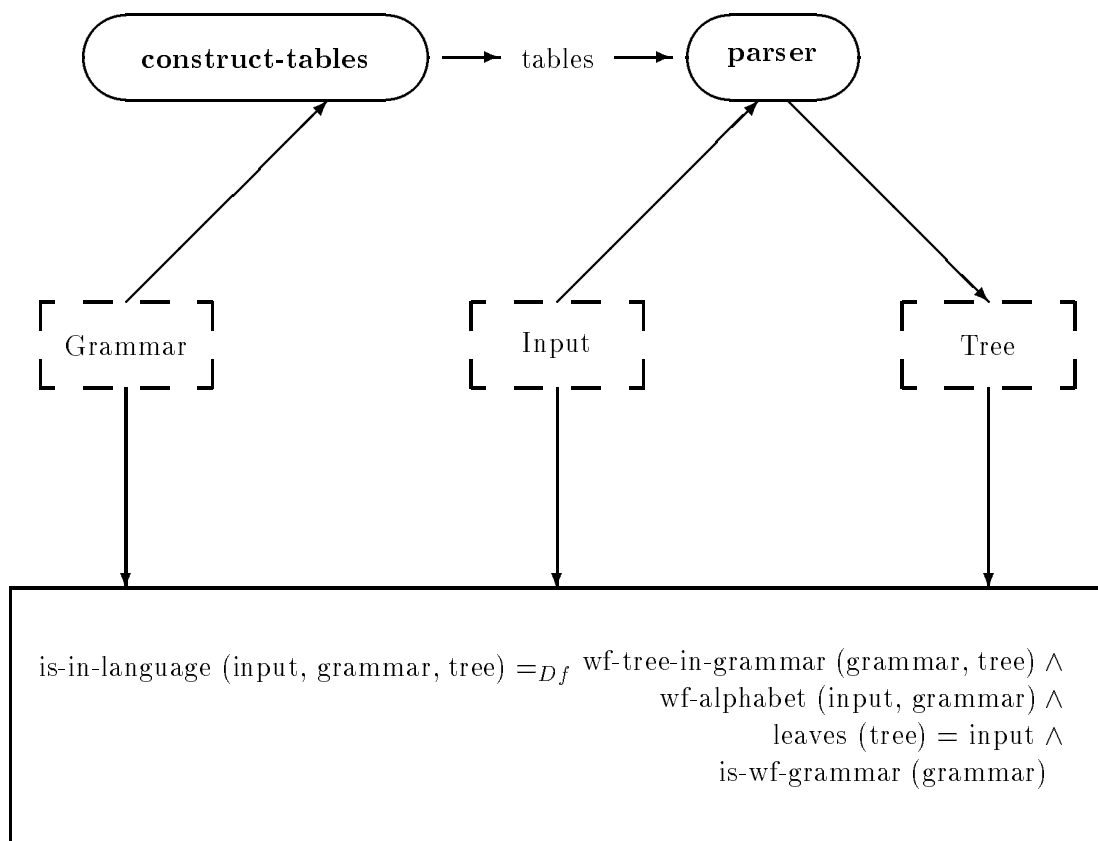 construct-tables tables parser
Grammar Input Tree
is-in-language (input, grammar, tree) =Df wf-tree-in-grammar (grammar, tree) ∧
wf-alphabet (input, grammar) ∧
leaves (tree) = input ∧
is-wf-grammar (grammar)